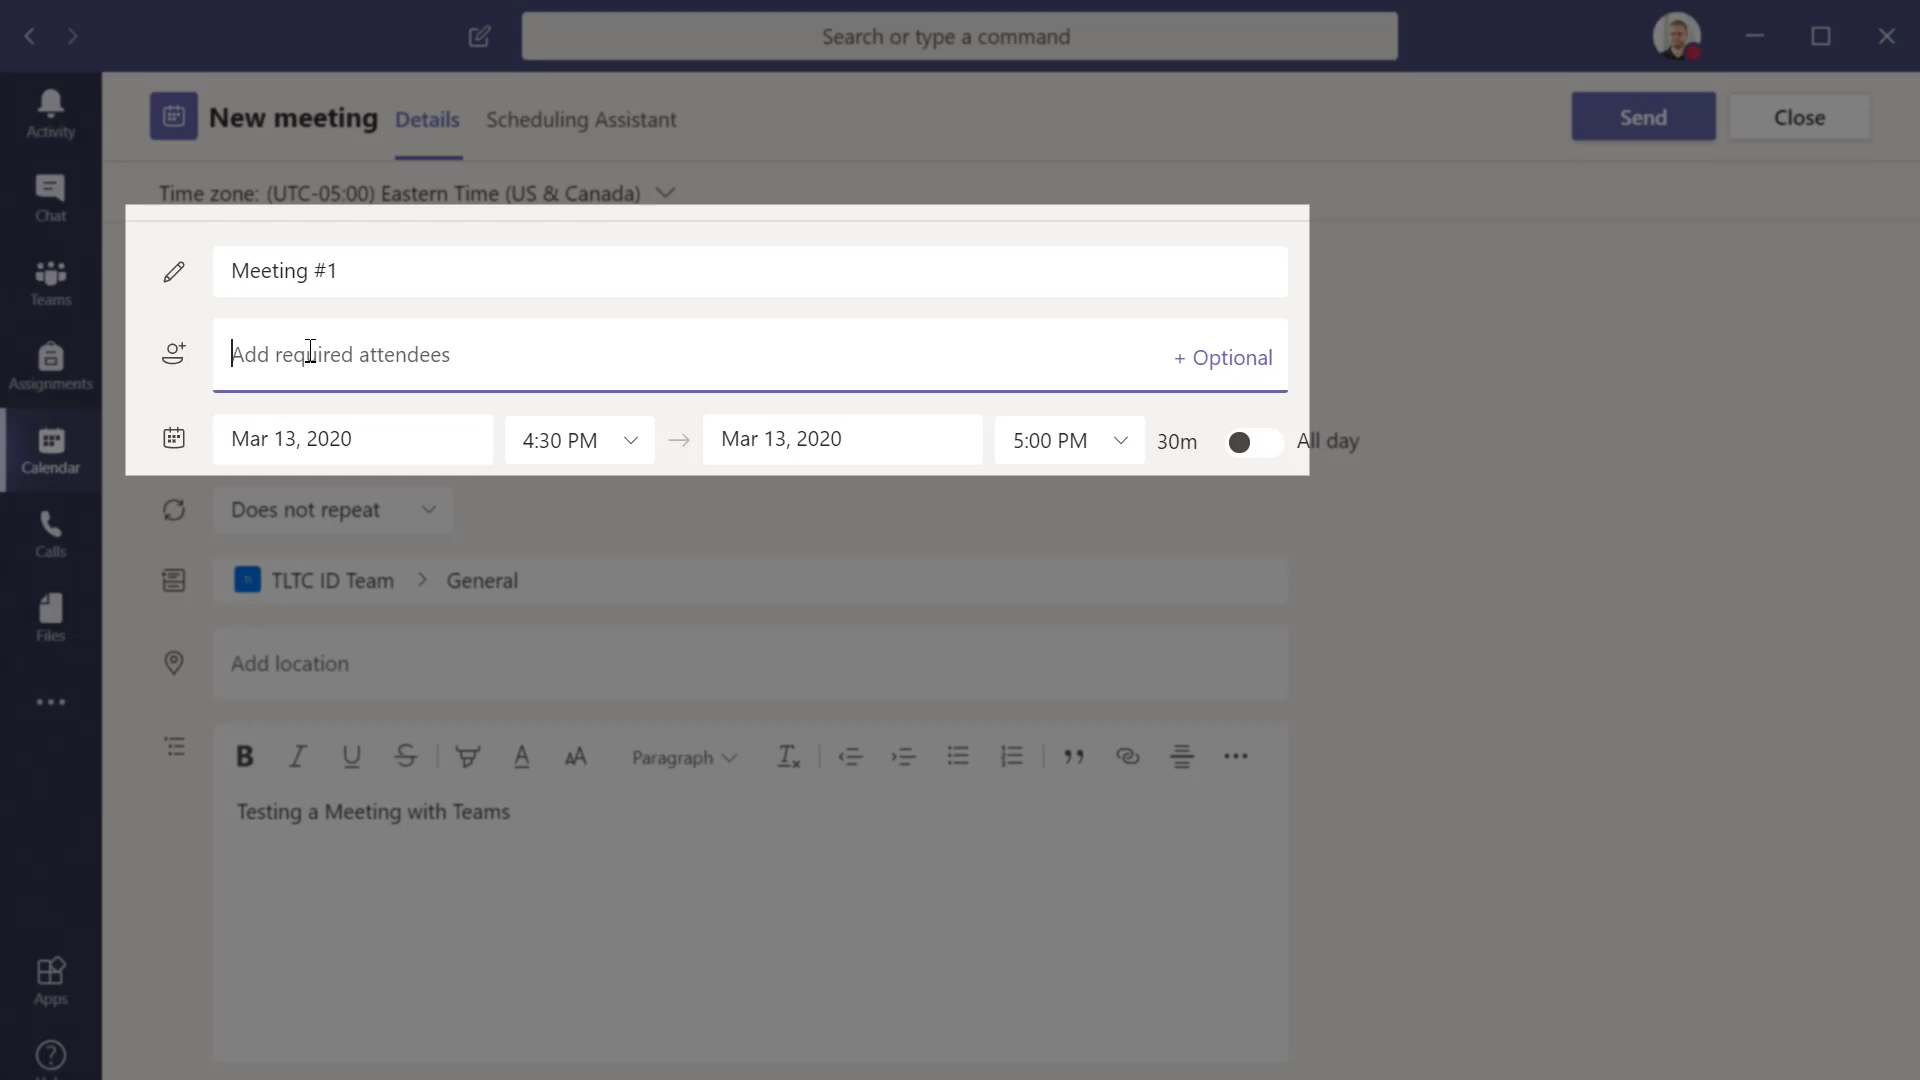 Search or type a command
New meeting Details Scheduling Assistant Send Close
Time zone: (UTC-05:00) Eastern Time (US & Canada)
Activity
Chat
Teams
Assignments
Calendar
Calls
Files
Apps
Meeting #1
Add required attendees + Optional
Mar 13, 2020 4:30 PM Mar 13, 2020 5:00 PM 30m All day
Does not repeat
TLTC ID Team > General
Add location
B I U S A AA Paragraph
Testing a Meeting with Teams